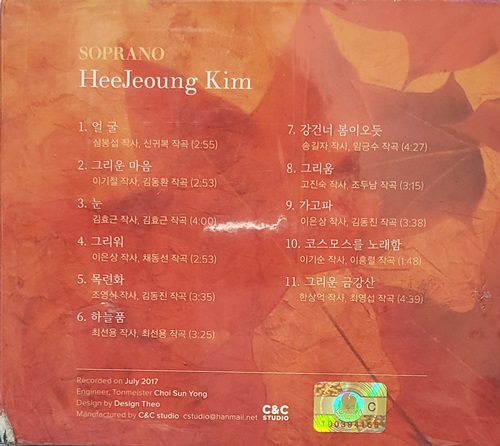 SOPRANO
HeeJeoung Kim
1. 얼 굴
심봉섭 작사, 신귀복 작곡 (2:55)
2. 그리운 마음
이기철 작사, 김동환 작곡 (2:53)
3. 눈
김효근 작사, 김효근 작곡 (4:00)
4. 그리워
이은상 작사, 채동선 작곡 (2:53)
5. 목련화
조영식 작사, 김동진 작곡 (3:35)
6. 하늘품
최선용 작사, 최선용 작곡 (3:25)
7. 강건너 봄이오듯
송길자 작사, 임긍수 작곡 (4:27)
8. 그리움
고진숙 작사, 조두남 작곡 (3:15)
9. 가고파
이은상 작사, 김동진 작곡 (3:38)
10. 코스모스를 노래함
이기순 작사, 이흥렬 작곡 (1:48)
11. 그리운 금강산
한상억 작사, 최영섭 작곡 (4:39)
Recorded on July 2017
Engineer, Tonmeister Choi Sun Yong
Design by Design Theo
Manufactured by C&C studio cstudio@hanmail.net
C&C
STUDIO
C